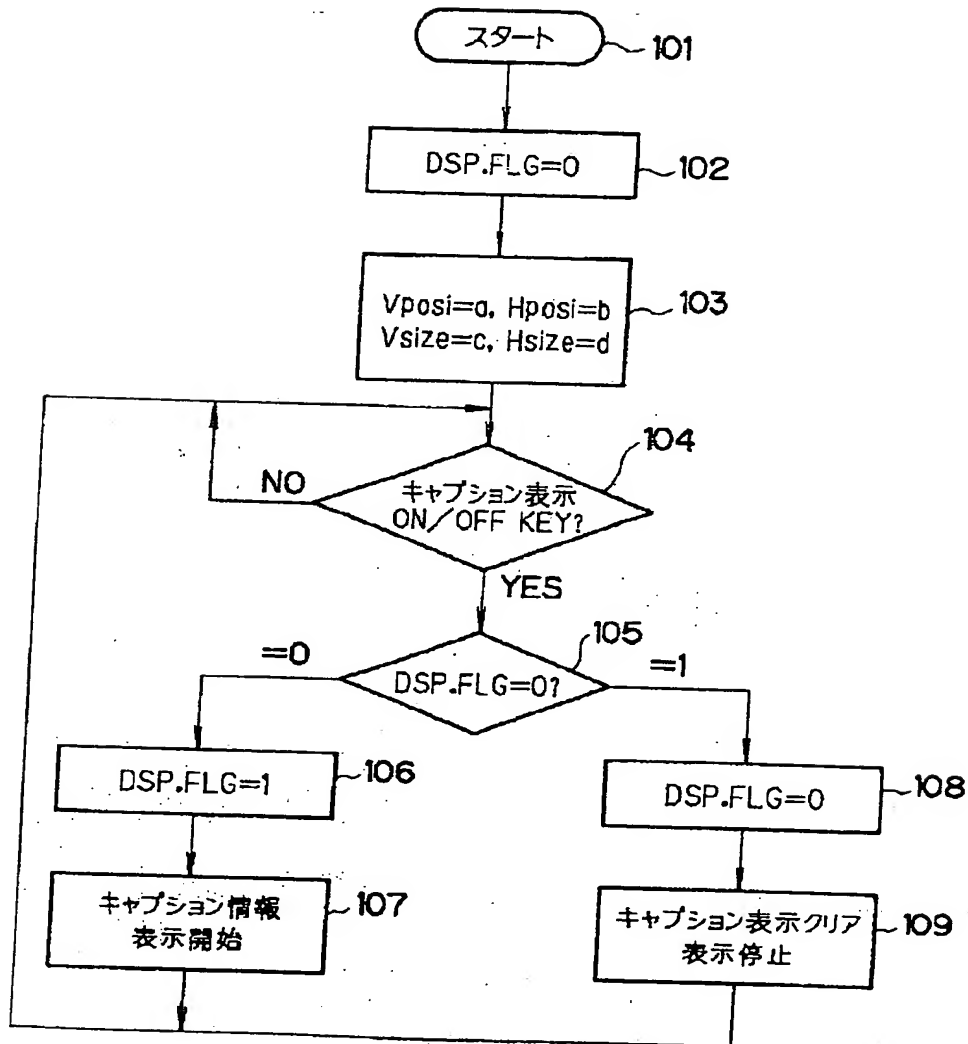 スタート
101
DSP.FLG=0
102
Vposi=a, Hposi=b
Vsize=c, Hsize=d
103
104
NO
キャプション表示
ON/OFF KEY?
YES
105
=0
DSP.FLG=0?
=1
DSP.FLG=1
106
DSP.FLG=0
108
キャプション情報
表示開始
107
キャプション表示クリア
表示停止
109